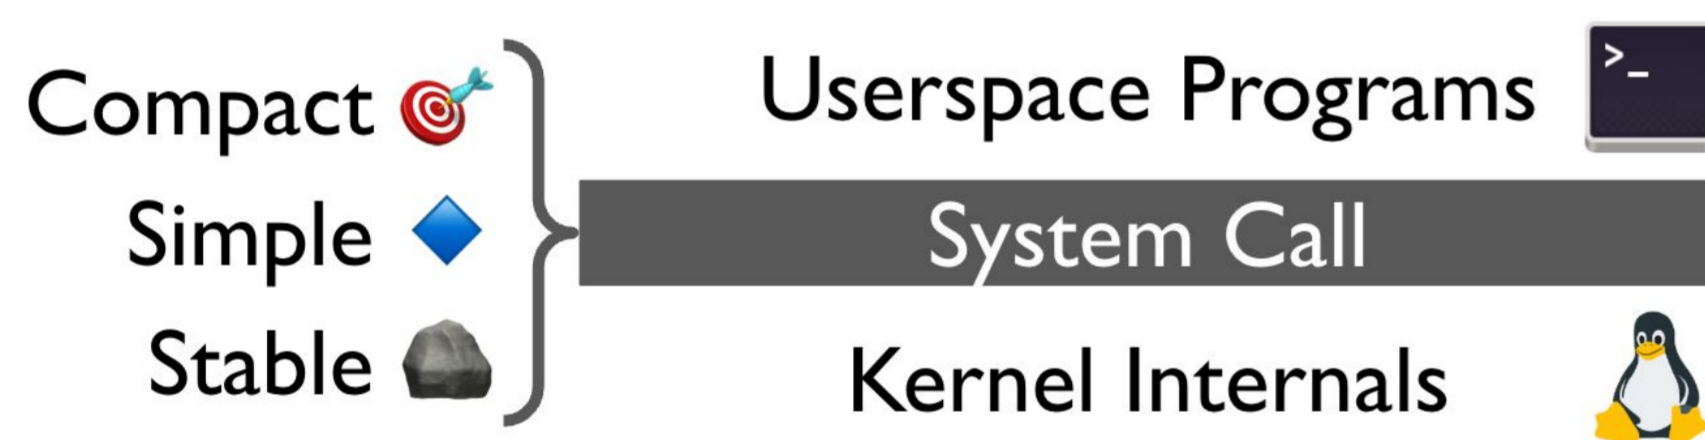 Compact
Simple
Stable
Userspace Programs
>_
System Call
Kernel Internals